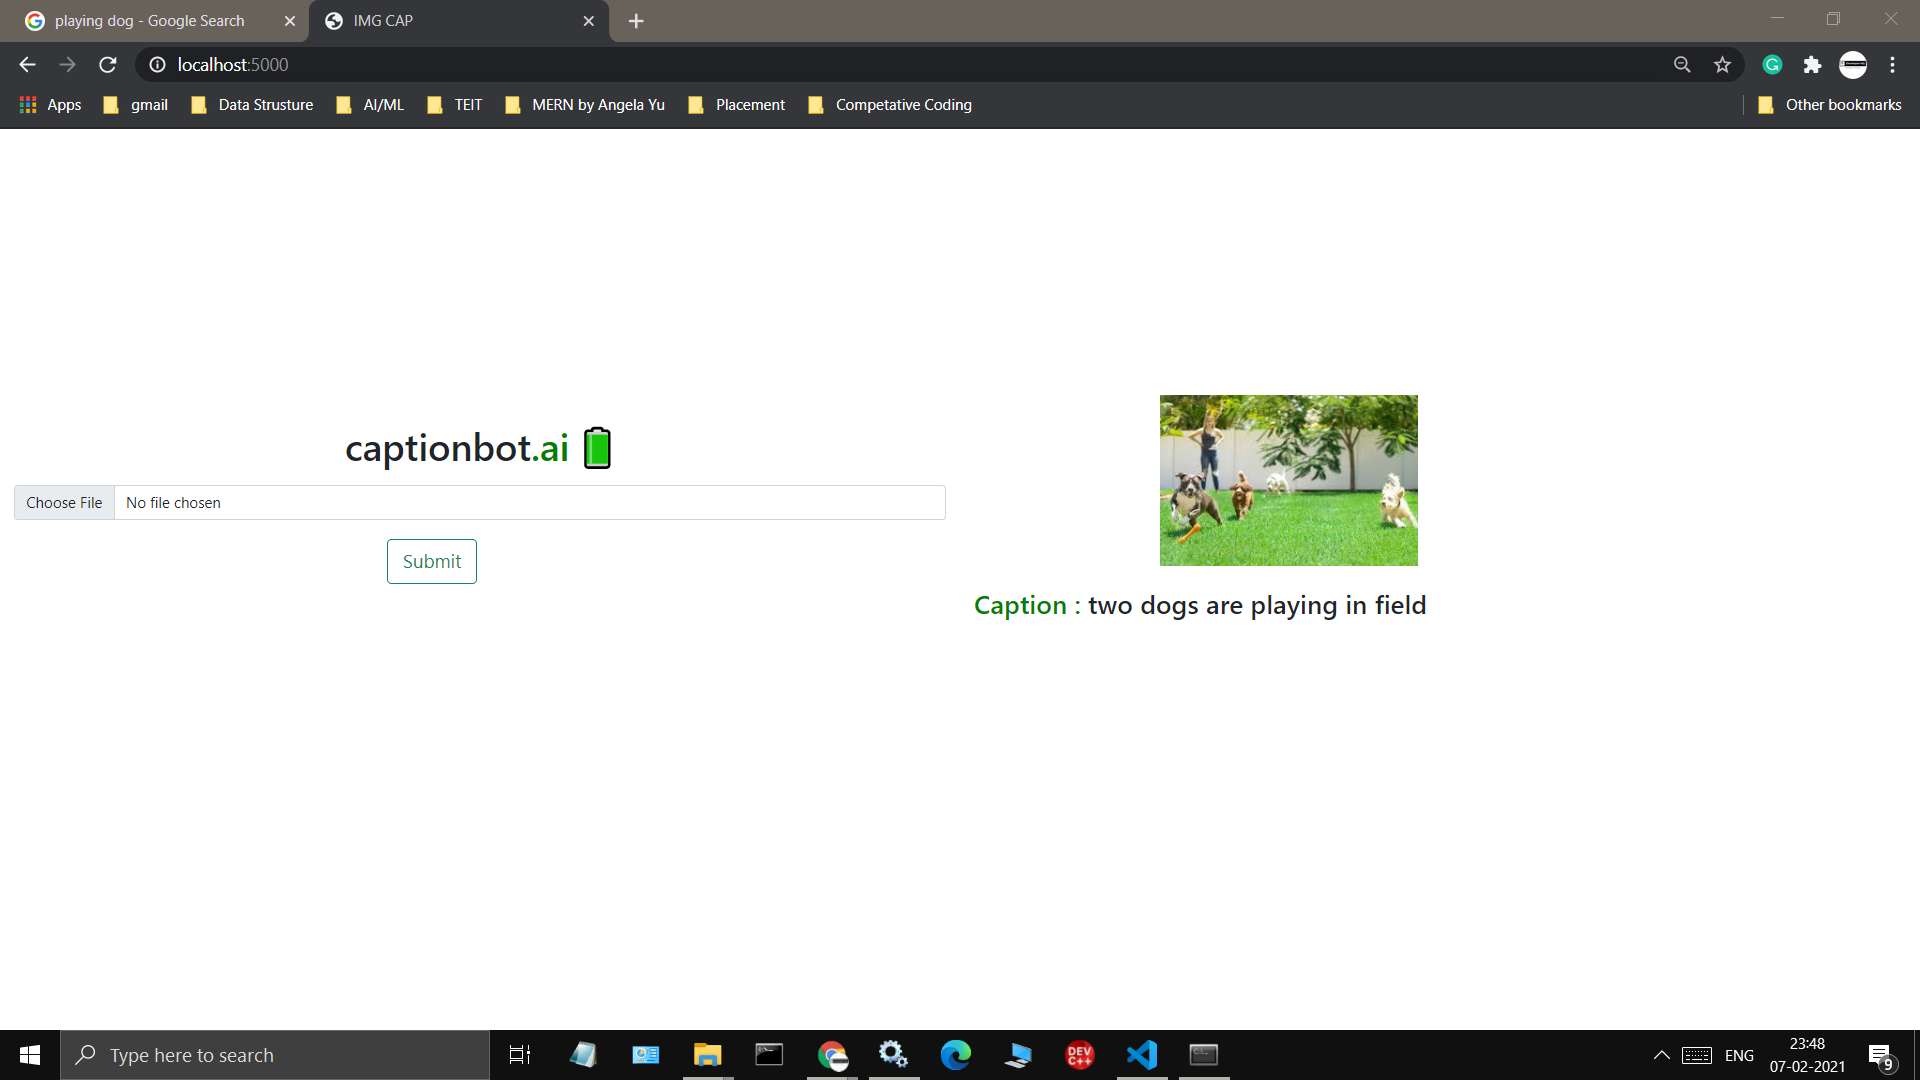 playing dog - Google Search
IMG CAP
localhost:5000
Apps
gmail
Data Strusture
AI/ML
TEIT
MERN by Angela Yu
Placement
Competative Coding
Other bookmarks
captionbot.ai
Choose File
No file chosen
Submit
Caption : two dogs are playing in field
Type here to search
DEV C++
ENG
23:48
07-02-2021
9